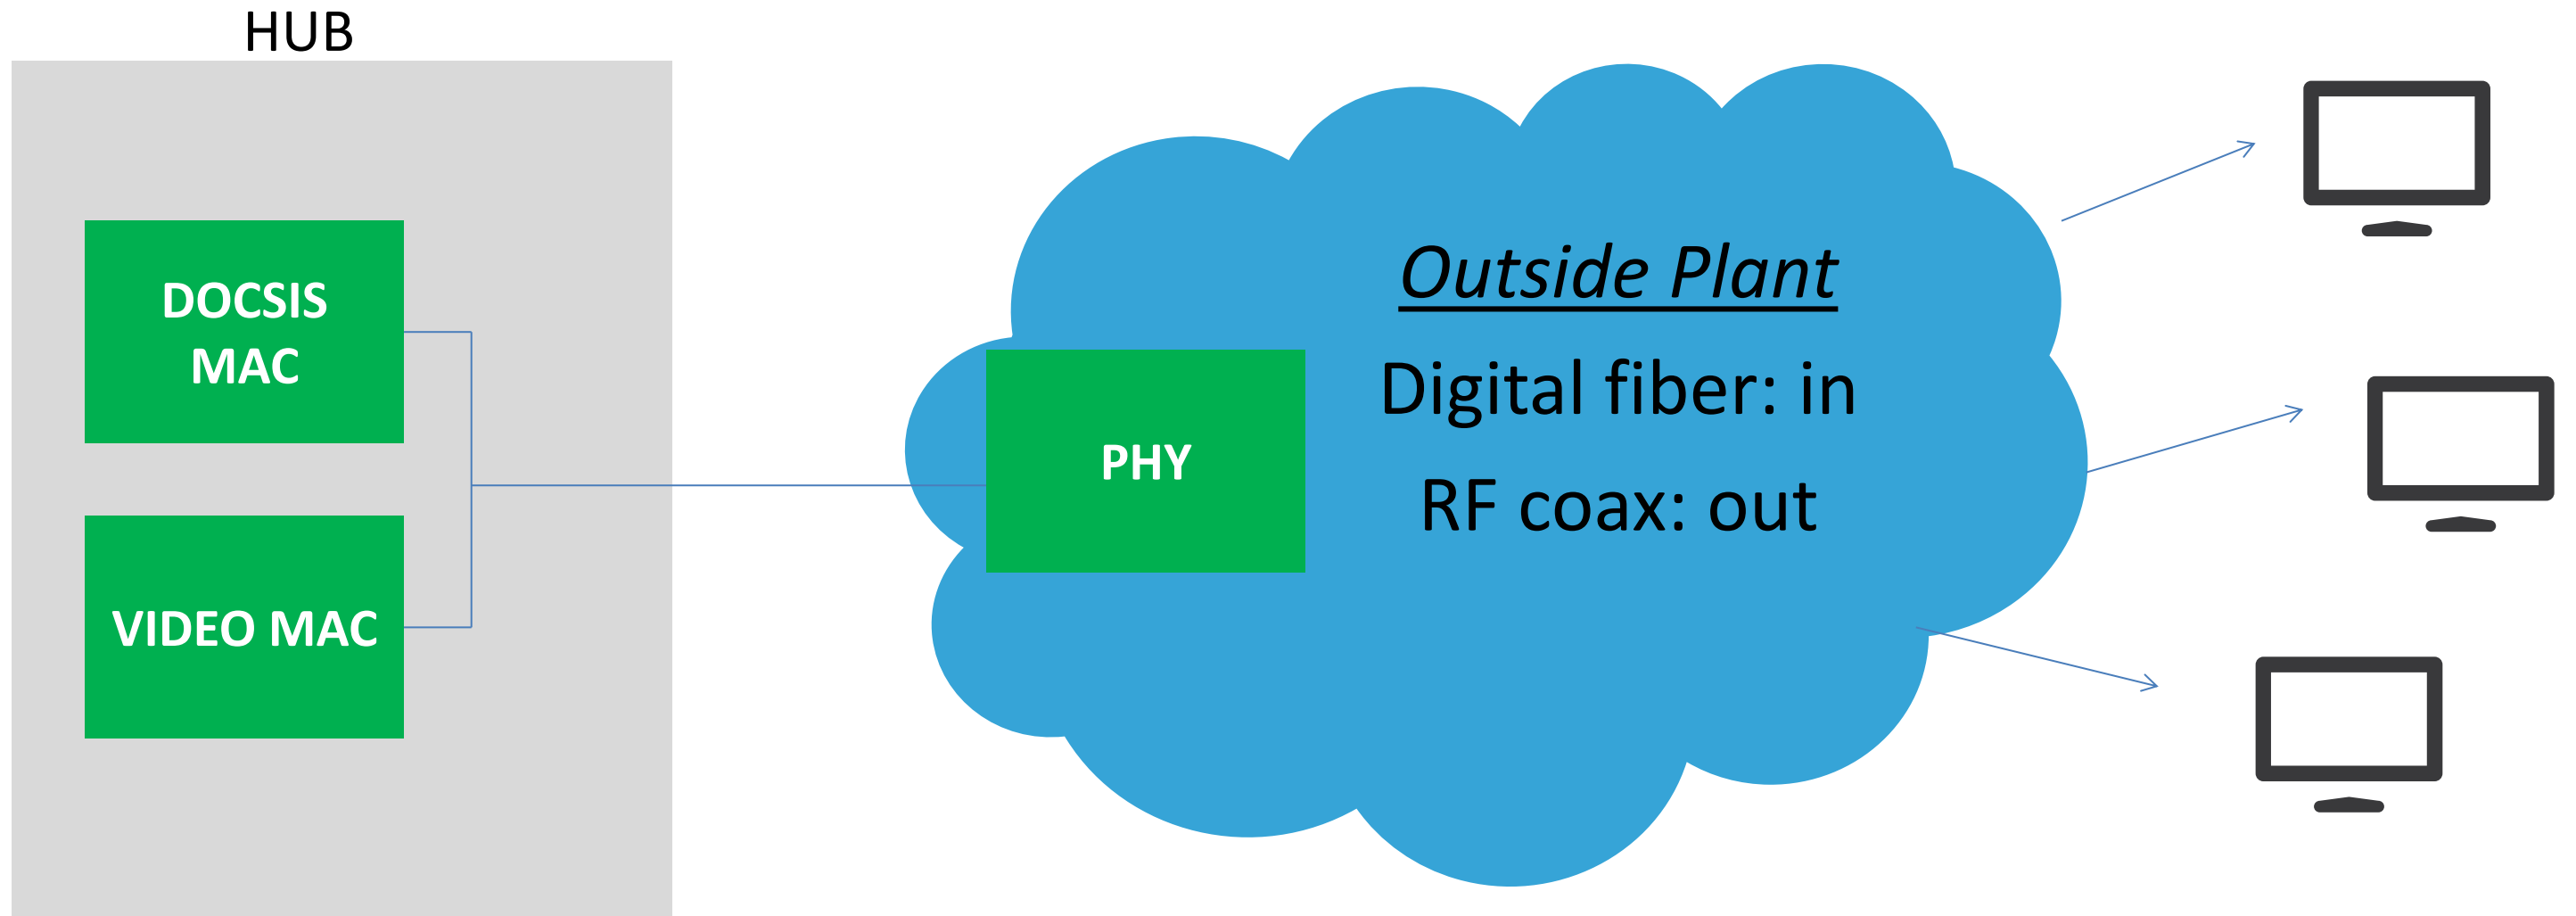 HUB
DOCSIS
MAC
VIDEO MAC
PHY
Outside Plant
Digital fiber: in
RF coax: out